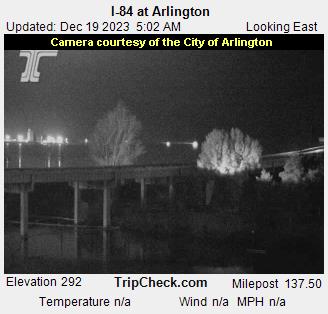 I-84 at Arlington
Updated: Dec 19 2023 5:02 AM Looking East
Camera courtesy of the City of Arlington
Elevation 292 TripCheck.com Milepost 137.50
Temperature n/a Wind n/a MPH n/a